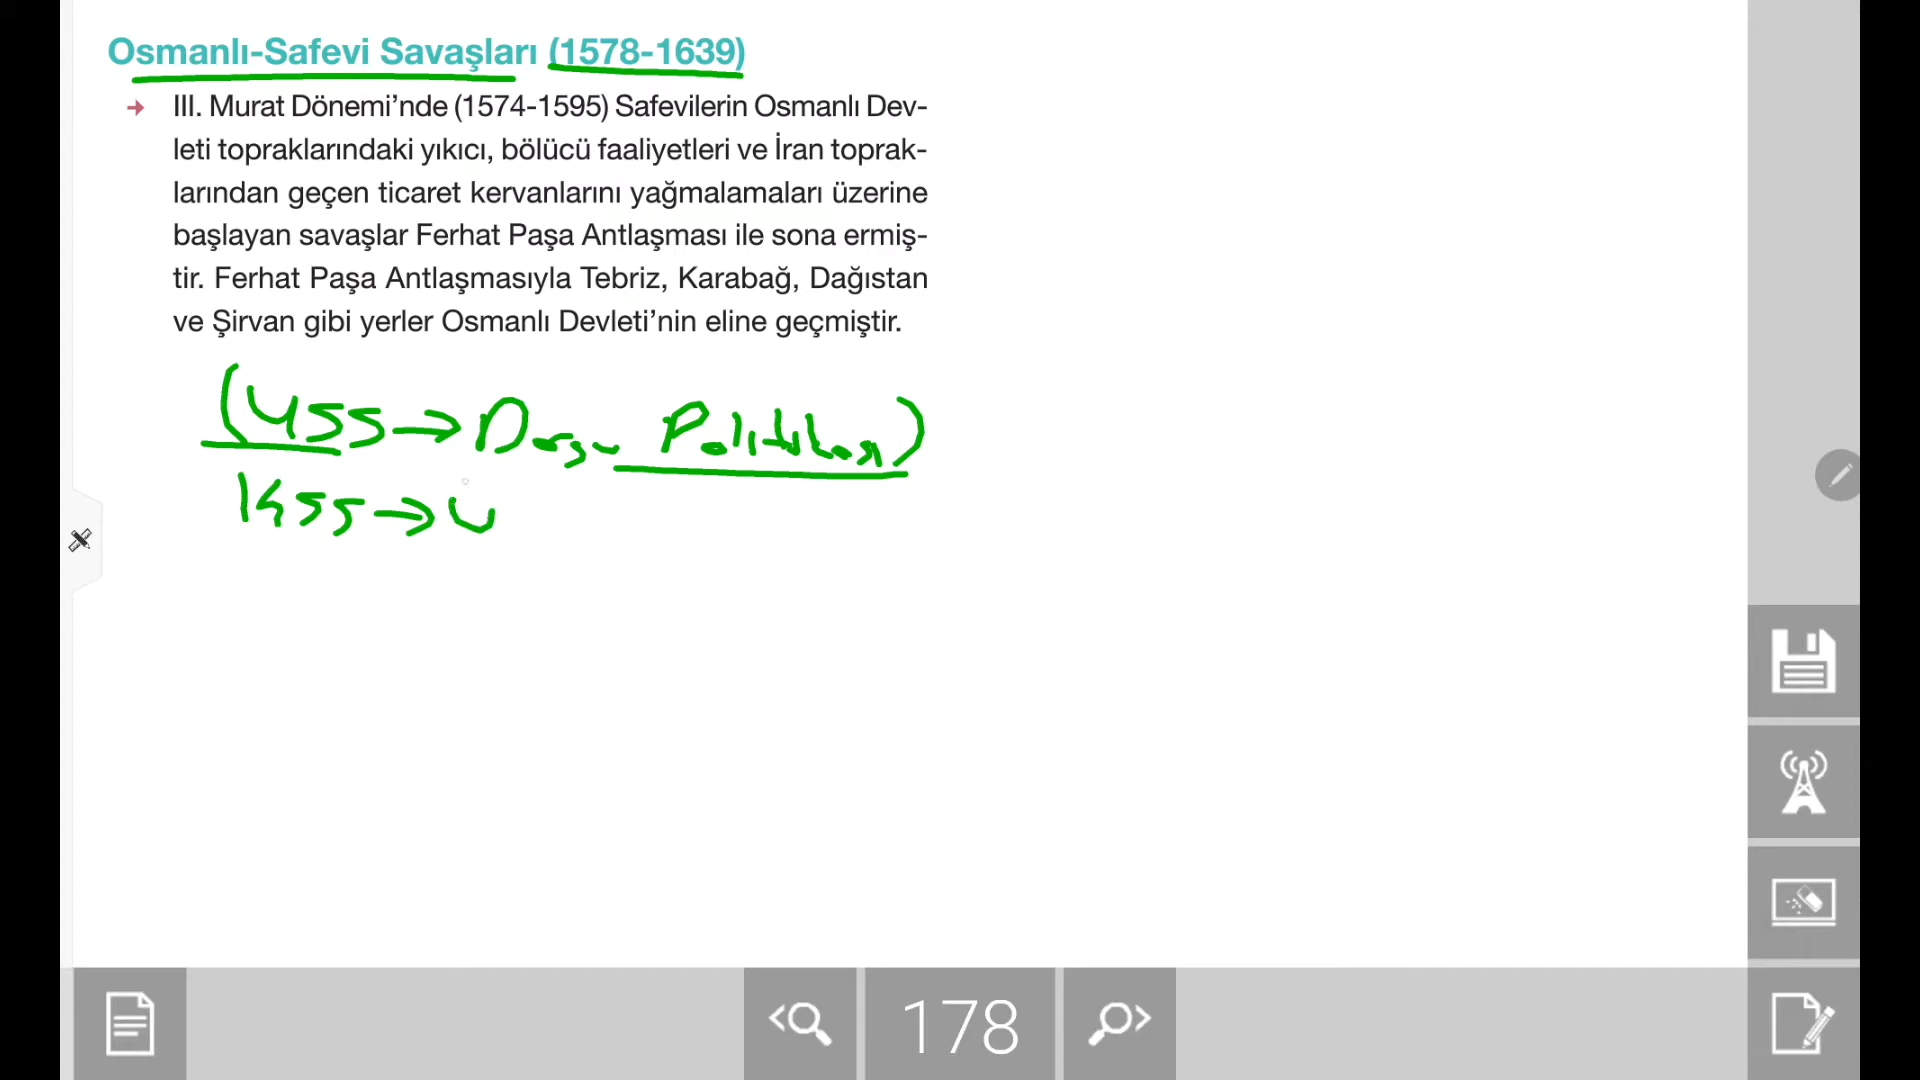 Osmanlı-Safevi Savaşları (1578-1639)
→ III. Murat Dönemi’nde (1574-1595) Safevilerin Osmanlı Dev-
leti topraklarındaki yıkıcı, bölücü faaliyetleri ve İran toprak-
larından geçen ticaret kervanlarını yağmalamaları üzerine
başlayan savaşlar Ferhat Paşa Antlaşması ile sona ermiş-
tir. Ferhat Paşa Antlaşmasıyla Tebriz, Karabağ, Dağıstan
ve Şirvan gibi yerler Osmanlı Devleti’nin eline geçmiştir.
Politikası)
1455 →
178